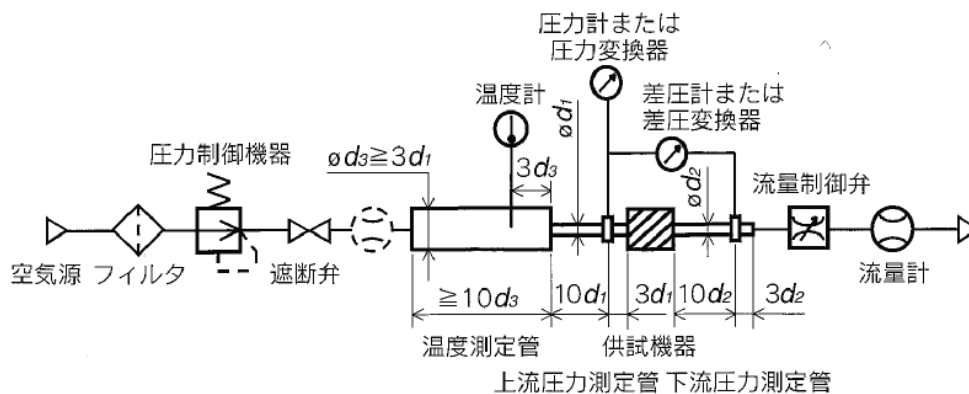 圧力計または
圧力変換器
差圧計または
差圧変換器
温度計
ød₁
圧力制御機器
ød₃≧3d₁
3d₃
ød₂
流量制御弁
空気源
フィルタ
遮断弁
流量計
≧10d₃
10d₁
3d₁
10d₂
3d₂
温度測定管
供試機器
上流圧力測定管
下流圧力測定管